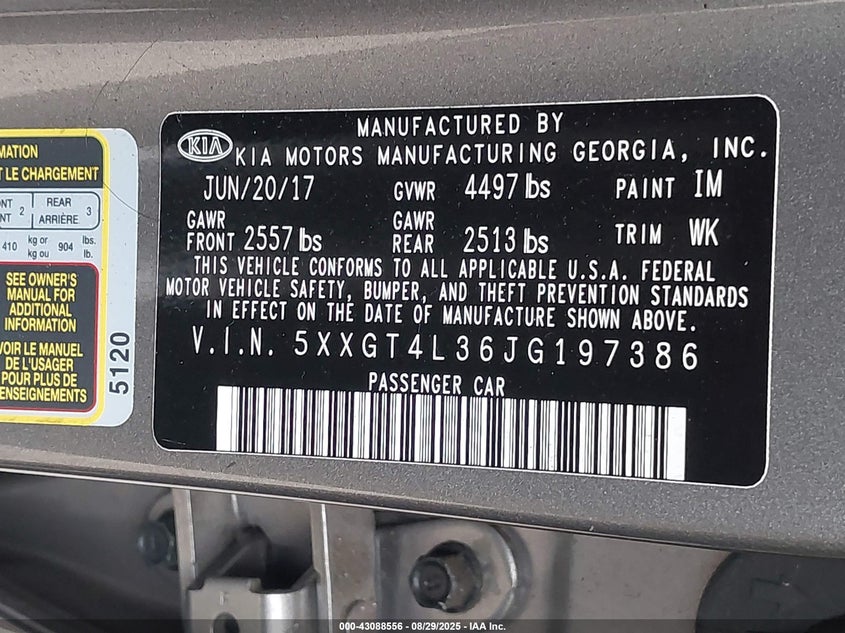 MANUFACTURED BY
KIA
KIA MOTORS MANUFACTURING GEORGIA, INC.
JUN/20/17 GVWR 4497 lbs PAINT IM
GAWR FRONT 2557 lbs GAWR REAR 2513 lbs TRIM WK
THIS VEHICLE CONFORMS TO ALL APPLICABLE U.S.A. FEDERAL
MOTOR VEHICLE SAFETY, BUMPER, AND THEFT PREVENTION STANDARDS
IN EFFECT ON THE DATE OF MANUFACTURE SHOWN ABOVE.
V.I.N. 5XXGT4L36JG197386
PASSENGER CAR
LE CHARGEMENT
2 REAR 3
ARRIÈRE
410 kg or 904 lbs.
kg ou lb.
SEE OWNER'S
MANUAL FOR
ADDITIONAL
INFORMATION
VOIR LE MANUEL
DE L'USAGER
POUR PLUS DE
5120
000-43088556 - 08/29/2025 - IAA Inc.